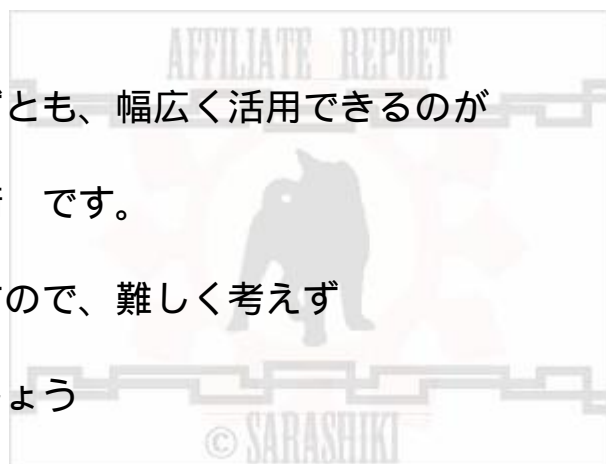 AFFILIATE REPOET
とも、幅広く活用できるのが
です。
ので、難しく考えず
ょう
© SARASHIKI